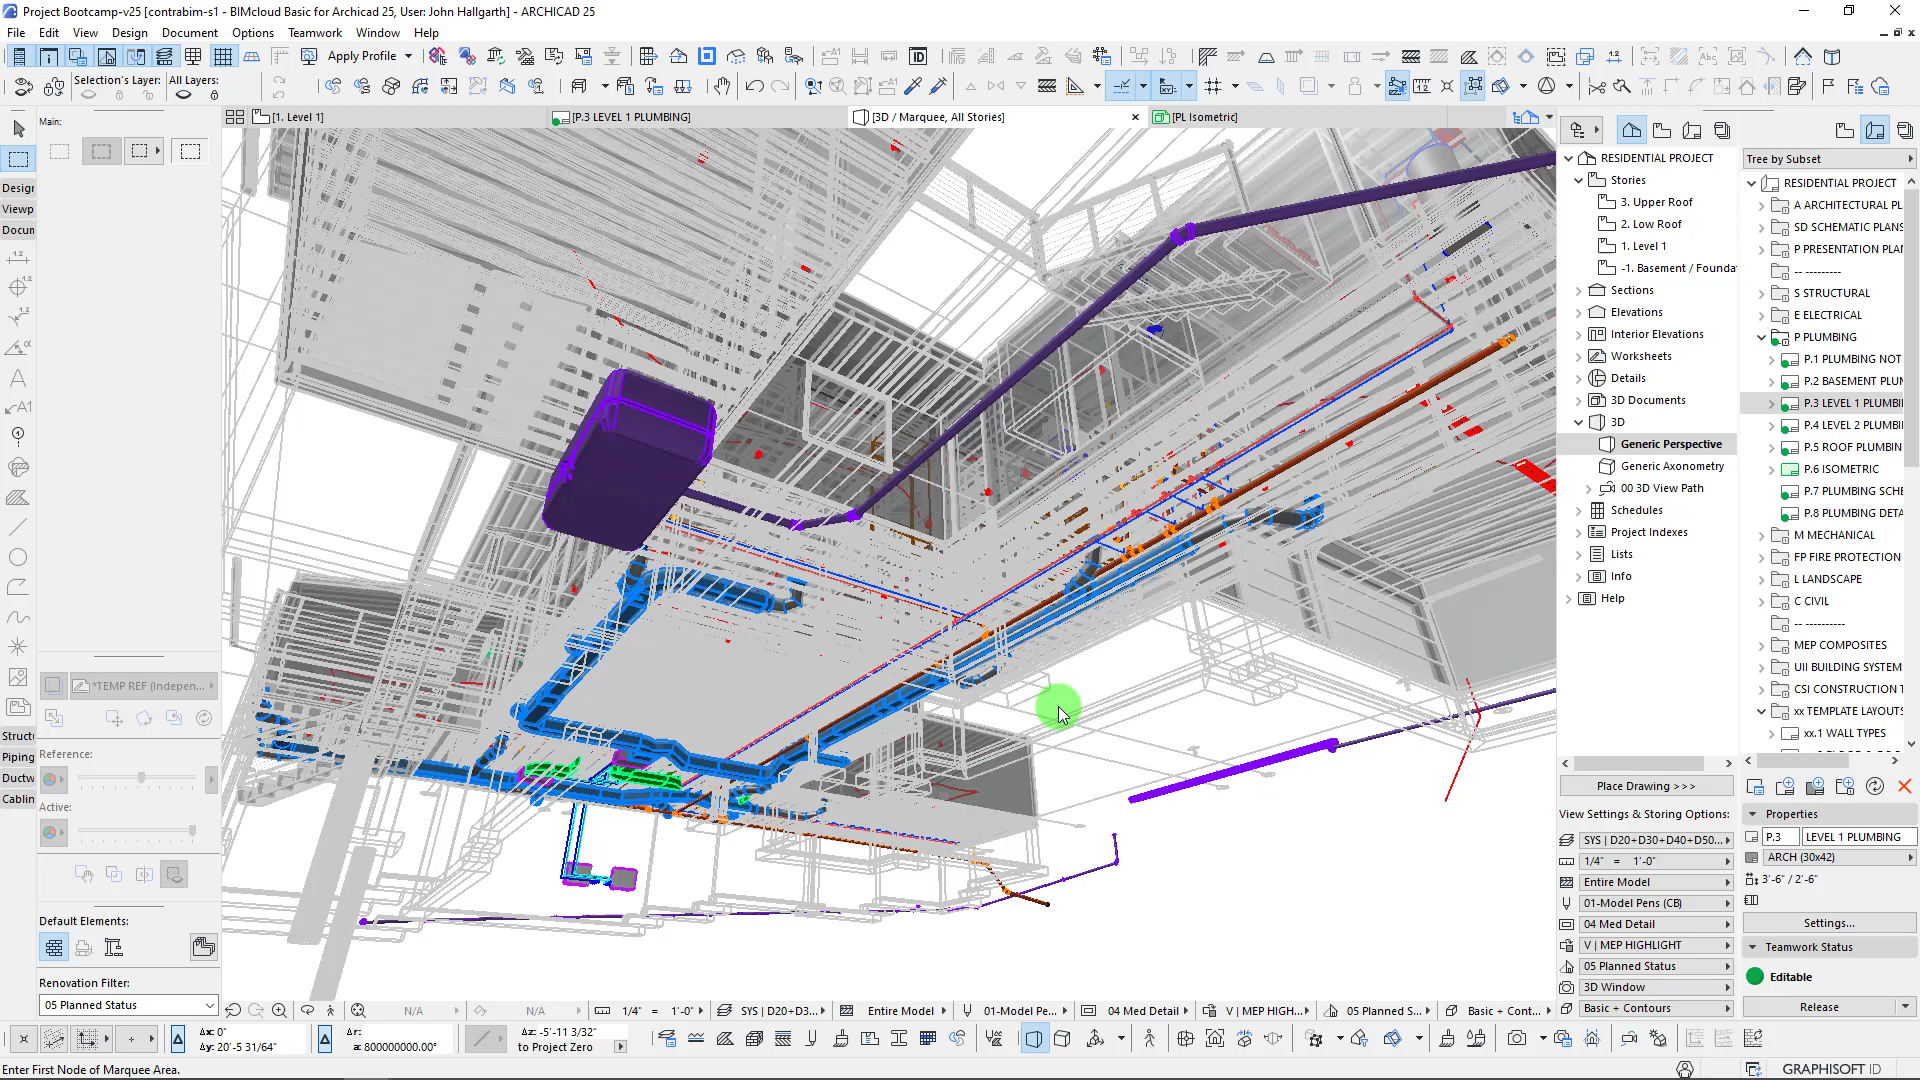 Project Bootcamp-v25 [contrabim-s1 - BIMcloud Basic for Archicad 25, User: John Hallgarth] - ARCHICAD 25
File Edit View Design Document Options Teamwork Window Help
Apply Profile
Selection's Layer: All Layers:
[1. Level 1]
[P.3 LEVEL 1 PLUMBING]
[3D / Marquee, All Stories]
[PL Isometric]
Main:
Desigr
Viewp
Docun
Struct
Piping
Ductw
Cablin
*TEMP REF (Indepen...
Reference:
Active:
Default Elements:
Renovation Filter:
05 Planned Status
RESIDENTIAL PROJECT
Stories
3. Upper Roof
2. Low Roof
1. Level 1
-1. Basement / Founda
Sections
Elevations
Interior Elevations
Worksheets
Details
3D Documents
3D
Generic Perspective
Generic Axonometry
00 3D View Path
Schedules
Project Indexes
Lists
Info
Help
Place Drawing >>>
View Settings & Storing Options:
SYS | D20+D30+D40+D50...
1/4" = 1'-0"
Entire Model
01-Model Pens (CB)
04 Med Detail
V | MEP HIGHLIGHT
05 Planned Status
3D Window
Basic + Contours
Tree by Subset
RESIDENTIAL PROJECT
A ARCHITECTURAL PL
SD SCHEMATIC PLANS
P PRESENTATION PLAN
-- ---------
S STRUCTURAL
E ELECTRICAL
P PLUMBING
P.1 PLUMBING NOT
P.2 BASEMENT PLUM
P.3 LEVEL 1 PLUMBI
P.4 LEVEL 2 PLUMBI
P.5 ROOF PLUMBIN
P.6 ISOMETRIC
P.7 PLUMBING SCHE
P.8 PLUMBING DETA
M MECHANICAL
FP FIRE PROTECTION
L LANDSCAPE
C CIVIL
-- ----------
MEP COMPOSITES
UII BUILDING SYSTEM
CSI CONSTRUCTION T
xx TEMPLATE LAYOUTS
xx.1 WALL TYPES
Properties
P.3 LEVEL 1 PLUMBING
ARCH (30x42)
3'-6" / 2'-6"
Settings...
Teamwork Status
Editable
Release
N/A N/A 1/4" = 1'-0" SYS | D20+D3... Entire Model 01-Model Pe... 04 Med Detail V | MEP HIGH... 05 Planned S... Basic + Cont...
Δx: 0"
Δy: 20'-5 31/64"
Δr:
a: 800000000.00°
Δz: -5'-11 3/32"
to Project Zero
Enter First Node of Marquee Area.
GRAPHISOFT ID